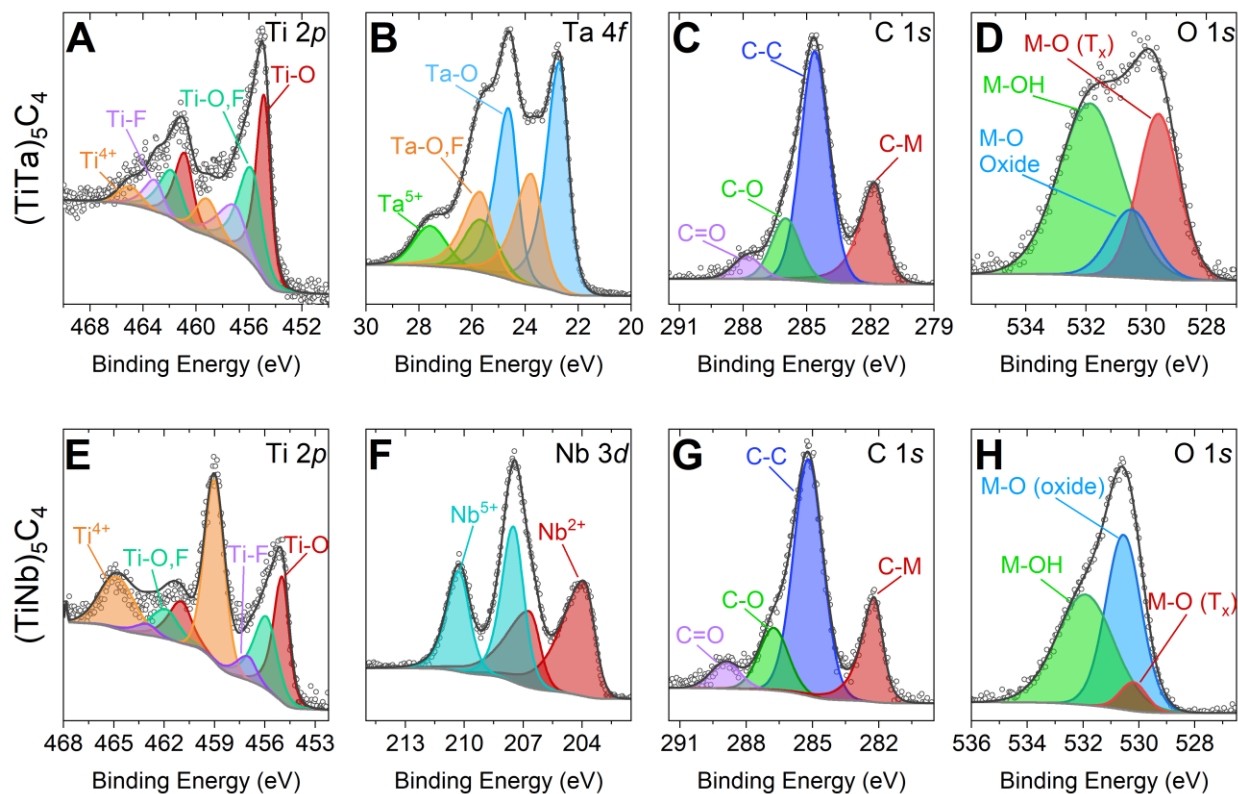 (TiTa)₅C₄
A
Ti 2p
Ti⁴⁺
Ti-F
Ti-O,F
Ti-O
468 464 460 456 452
Binding Energy (eV)
B
Ta 4f
Ta-O
Ta-O,F
Ta⁵⁺
30 28 26 24 22 20
Binding Energy (eV)
C
C 1s
C-C
C-M
C-O
C=O
291 288 285 282 279
Binding Energy (eV)
D
O 1s
M-O (Tₓ)
M-OH
M-O
Oxide
534 532 530 528
Binding Energy (eV)
(TiNb)₅C₄
E
Ti 2p
Ti⁴⁺
Ti-O,F
Ti-F
Ti-O
468 465 462 459 456 453
Binding Energy (eV)
F
Nb 3d
Nb⁵⁺
Nb²⁺
213 210 207 204
Binding Energy (eV)
G
C 1s
C-C
C-M
C-O
C=O
291 288 285 282
Binding Energy (eV)
H
O 1s
M-O (oxide)
M-OH
M-O (Tₓ)
536 534 532 530 528
Binding Energy (eV)